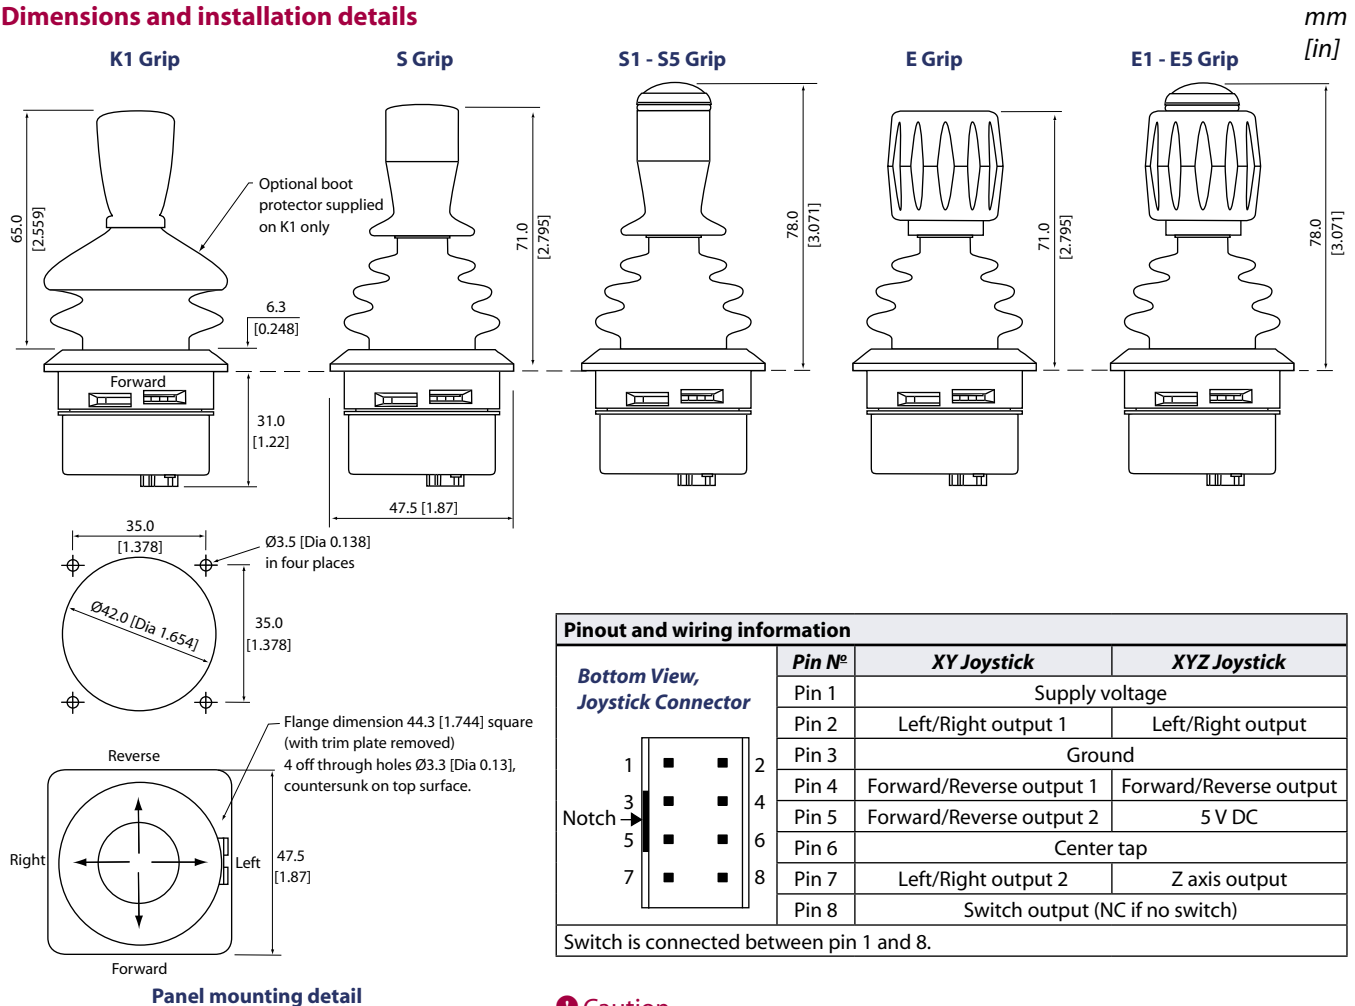 Dimensions and installation details
mm
[in]
K1 Grip
S Grip
S1 - S5 Grip
E Grip
E1 - E5 Grip
65.0
[2.559]
Optional boot
protector supplied
on K1 only
6.3
[0.248]
71.0
[2.795]
78.0
[3.071]
71.0
[2.795]
78.0
[3.071]
Forward
31.0
[1.22]
47.5 [1.87]
35.0
[1.378]
Ø3.5 [Dia 0.138]
in four places
Ø42.0 [Dia 1.654]
35.0
[1.378]
Flange dimension 44.3 [1.744] square
(with trim plate removed)
4 off through holes Ø3.3 [Dia 0.13],
countersunk on top surface.
Reverse
Right
Left
47.5
[1.87]
Forward
Panel mounting detail
Pinout and wiring information
Bottom View,
Joystick Connector
1 2
3 4
Notch
5 6
7 8
Pin Nº XY Joystick XYZ Joystick
Pin 1 Supply voltage
Pin 2 Left/Right output 1 Left/Right output
Pin 3 Ground
Pin 4 Forward/Reverse output 1 Forward/Reverse output
Pin 5 Forward/Reverse output 2 5 V DC
Pin 6 Center tap
Pin 7 Left/Right output 2 Z axis output
Pin 8 Switch output (NC if no switch)
Switch is connected between pin 1 and 8.
! Caution